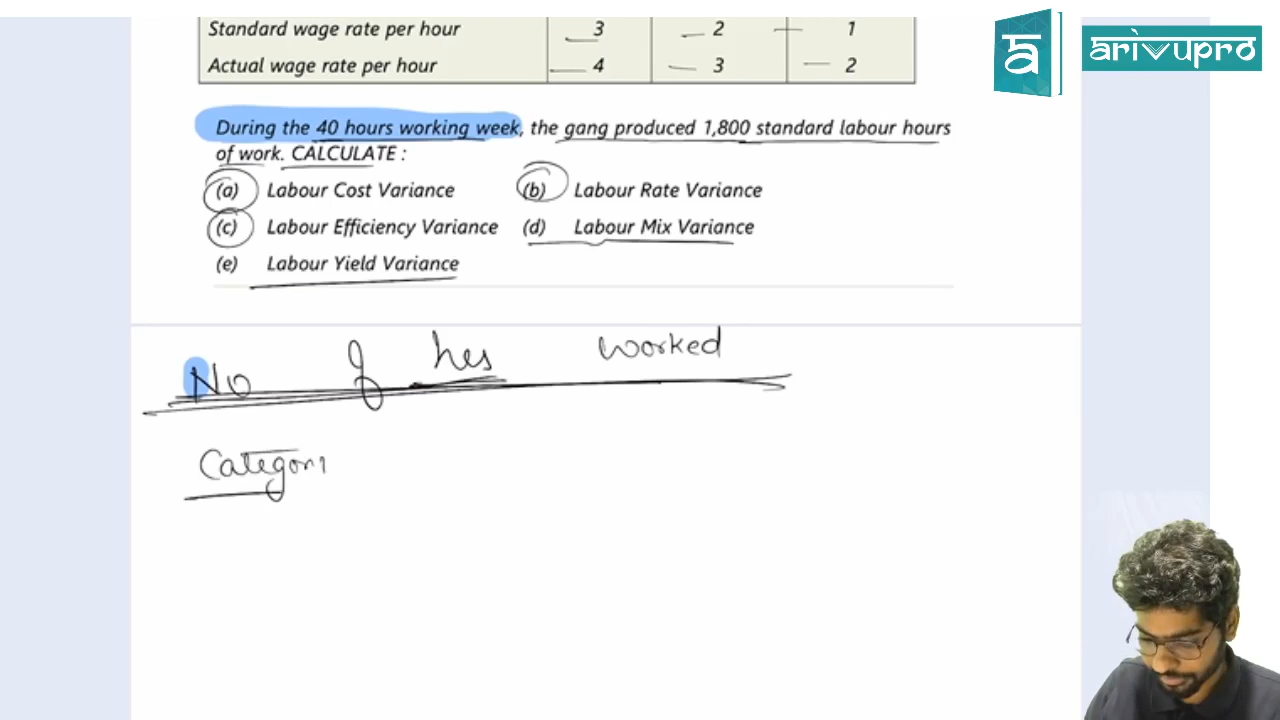 Standard wage rate per hour 3 2 1
Actual wage rate per hour 4 3 2
ā arivupro
During the 40 hours working week, the gang produced 1,800 standard labour hours
of work. CALCULATE :
(a) Labour Cost Variance (b) Labour Rate Variance
(c) Labour Efficiency Variance (d) Labour Mix Variance
(e) Labour Yield Variance
No of hrs worked
Category